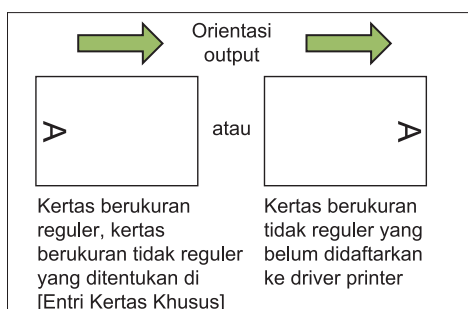 Orientasi
output
A
atau
A
Kertas berukuran
reguler, kertas
berukuran tidak reguler
yang ditentukan di
[Entri Kertas Khusus]
Kertas berukuran
tidak reguler yang
belum didaftarkan
ke driver printer